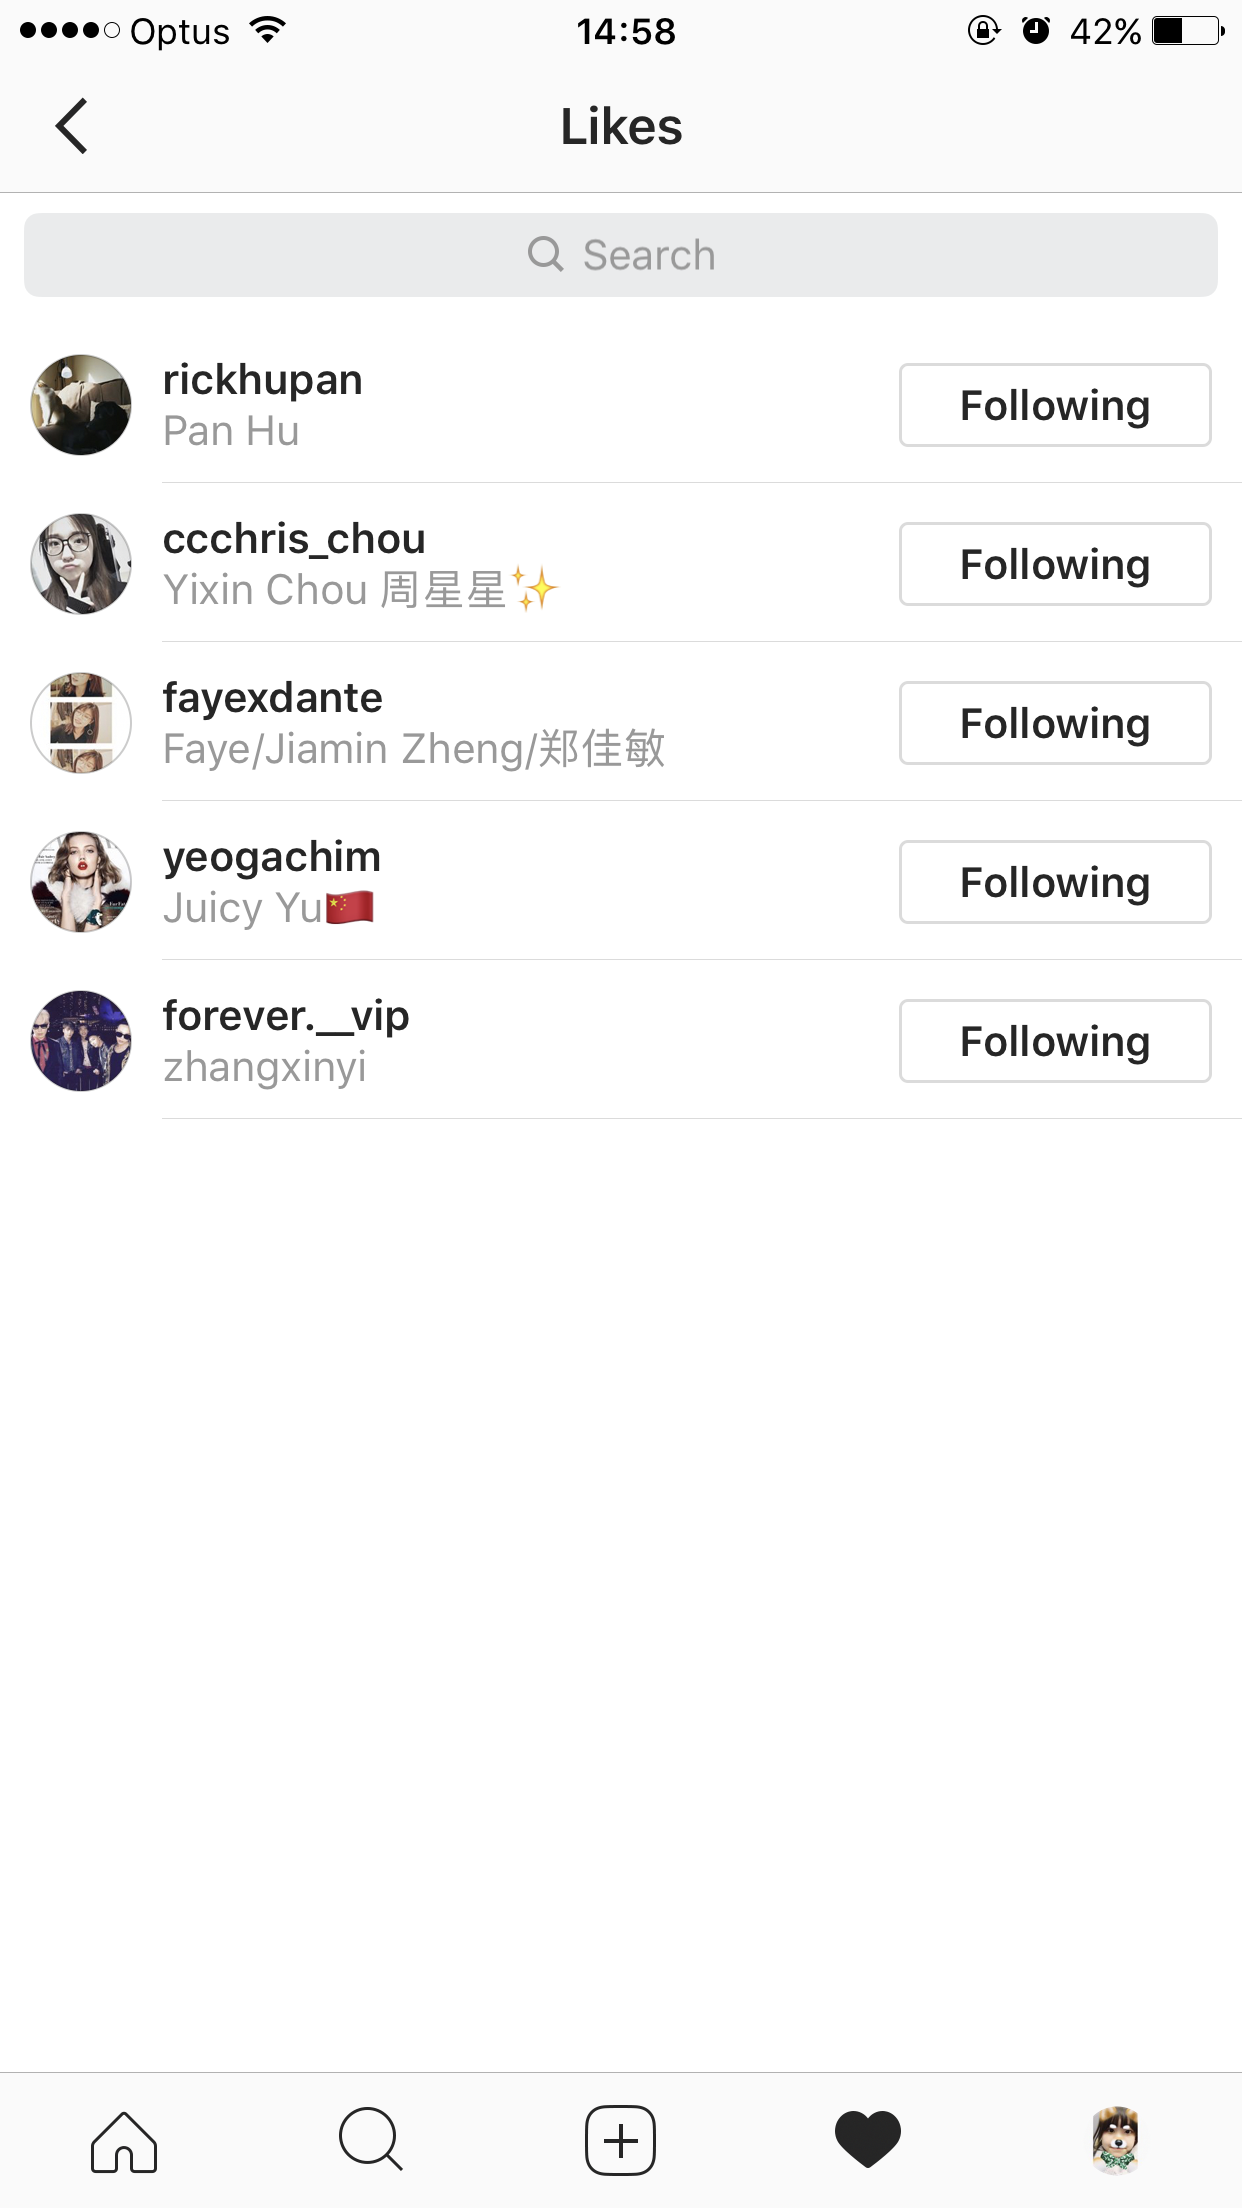 Optus 14:58 42%
Likes
Search
rickhupan
Pan Hu
Following
ccchris_chou
Yixin Chou 周星星✨
Following
fayexdante
Faye/Jiamin Zheng/郑佳敏
Following
yeogachim
Juicy Yu🇨🇳
Following
forever.__vip
zhangxinyi
Following